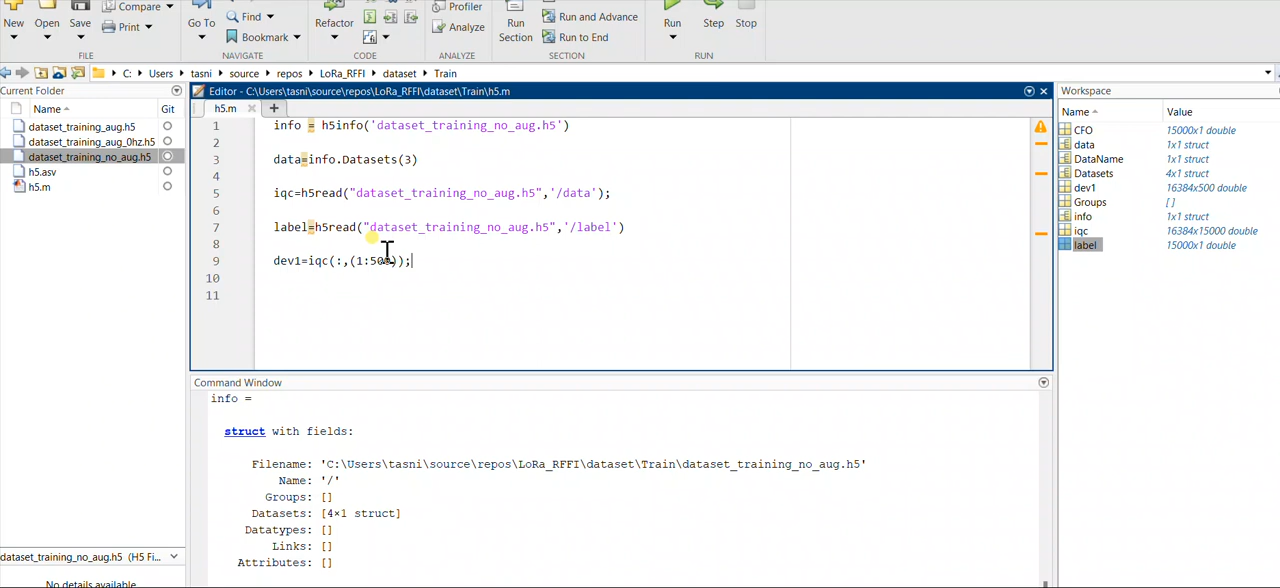 New Open Save Compare Print Go To Find Bookmark Refactor Profiler Analyze Run Section Run and Advance Run to End Run Step Stop
FILE NAVIGATE CODE ANALYZE SECTION RUN
C: Users tasni source repos LoRa_RFFI dataset Train
Current Folder
Name Git
dataset_training_aug.h5
dataset_training_aug_0hz.h5
dataset_training_no_aug.h5
h5.asv
h5.m
dataset_training_no_aug.h5 (H5 Fi...
No details available
Editor - C:\Users\tasni\source\repos\LoRa_RFFI\dataset\Train\h5.m
h5.m
1 info = h5info('dataset_training_no_aug.h5')
2
3 data=info.Datasets(3)
4
5 iqc=h5read("dataset_training_no_aug.h5",'/data');
6
7 label=h5read("dataset_training_no_aug.h5",'/label')
8
9 dev1=iqc(:,(1:500));
10
11
Command Window
info =
struct with fields:
Filename: 'C:\Users\tasni\source\repos\LoRa_RFFI\dataset\Train\dataset_training_no_aug.h5'
Name: '/'
Groups: []
Datasets: [4×1 struct]
Datatypes: []
Links: []
Attributes: []
Workspace
Name Value
CFO 15000x1 double
data 1x1 struct
DataName 1x1 struct
Datasets 4x1 struct
dev1 16384x500 double
Groups []
info 1x1 struct
iqc 16384x15000 double
label 15000x1 double